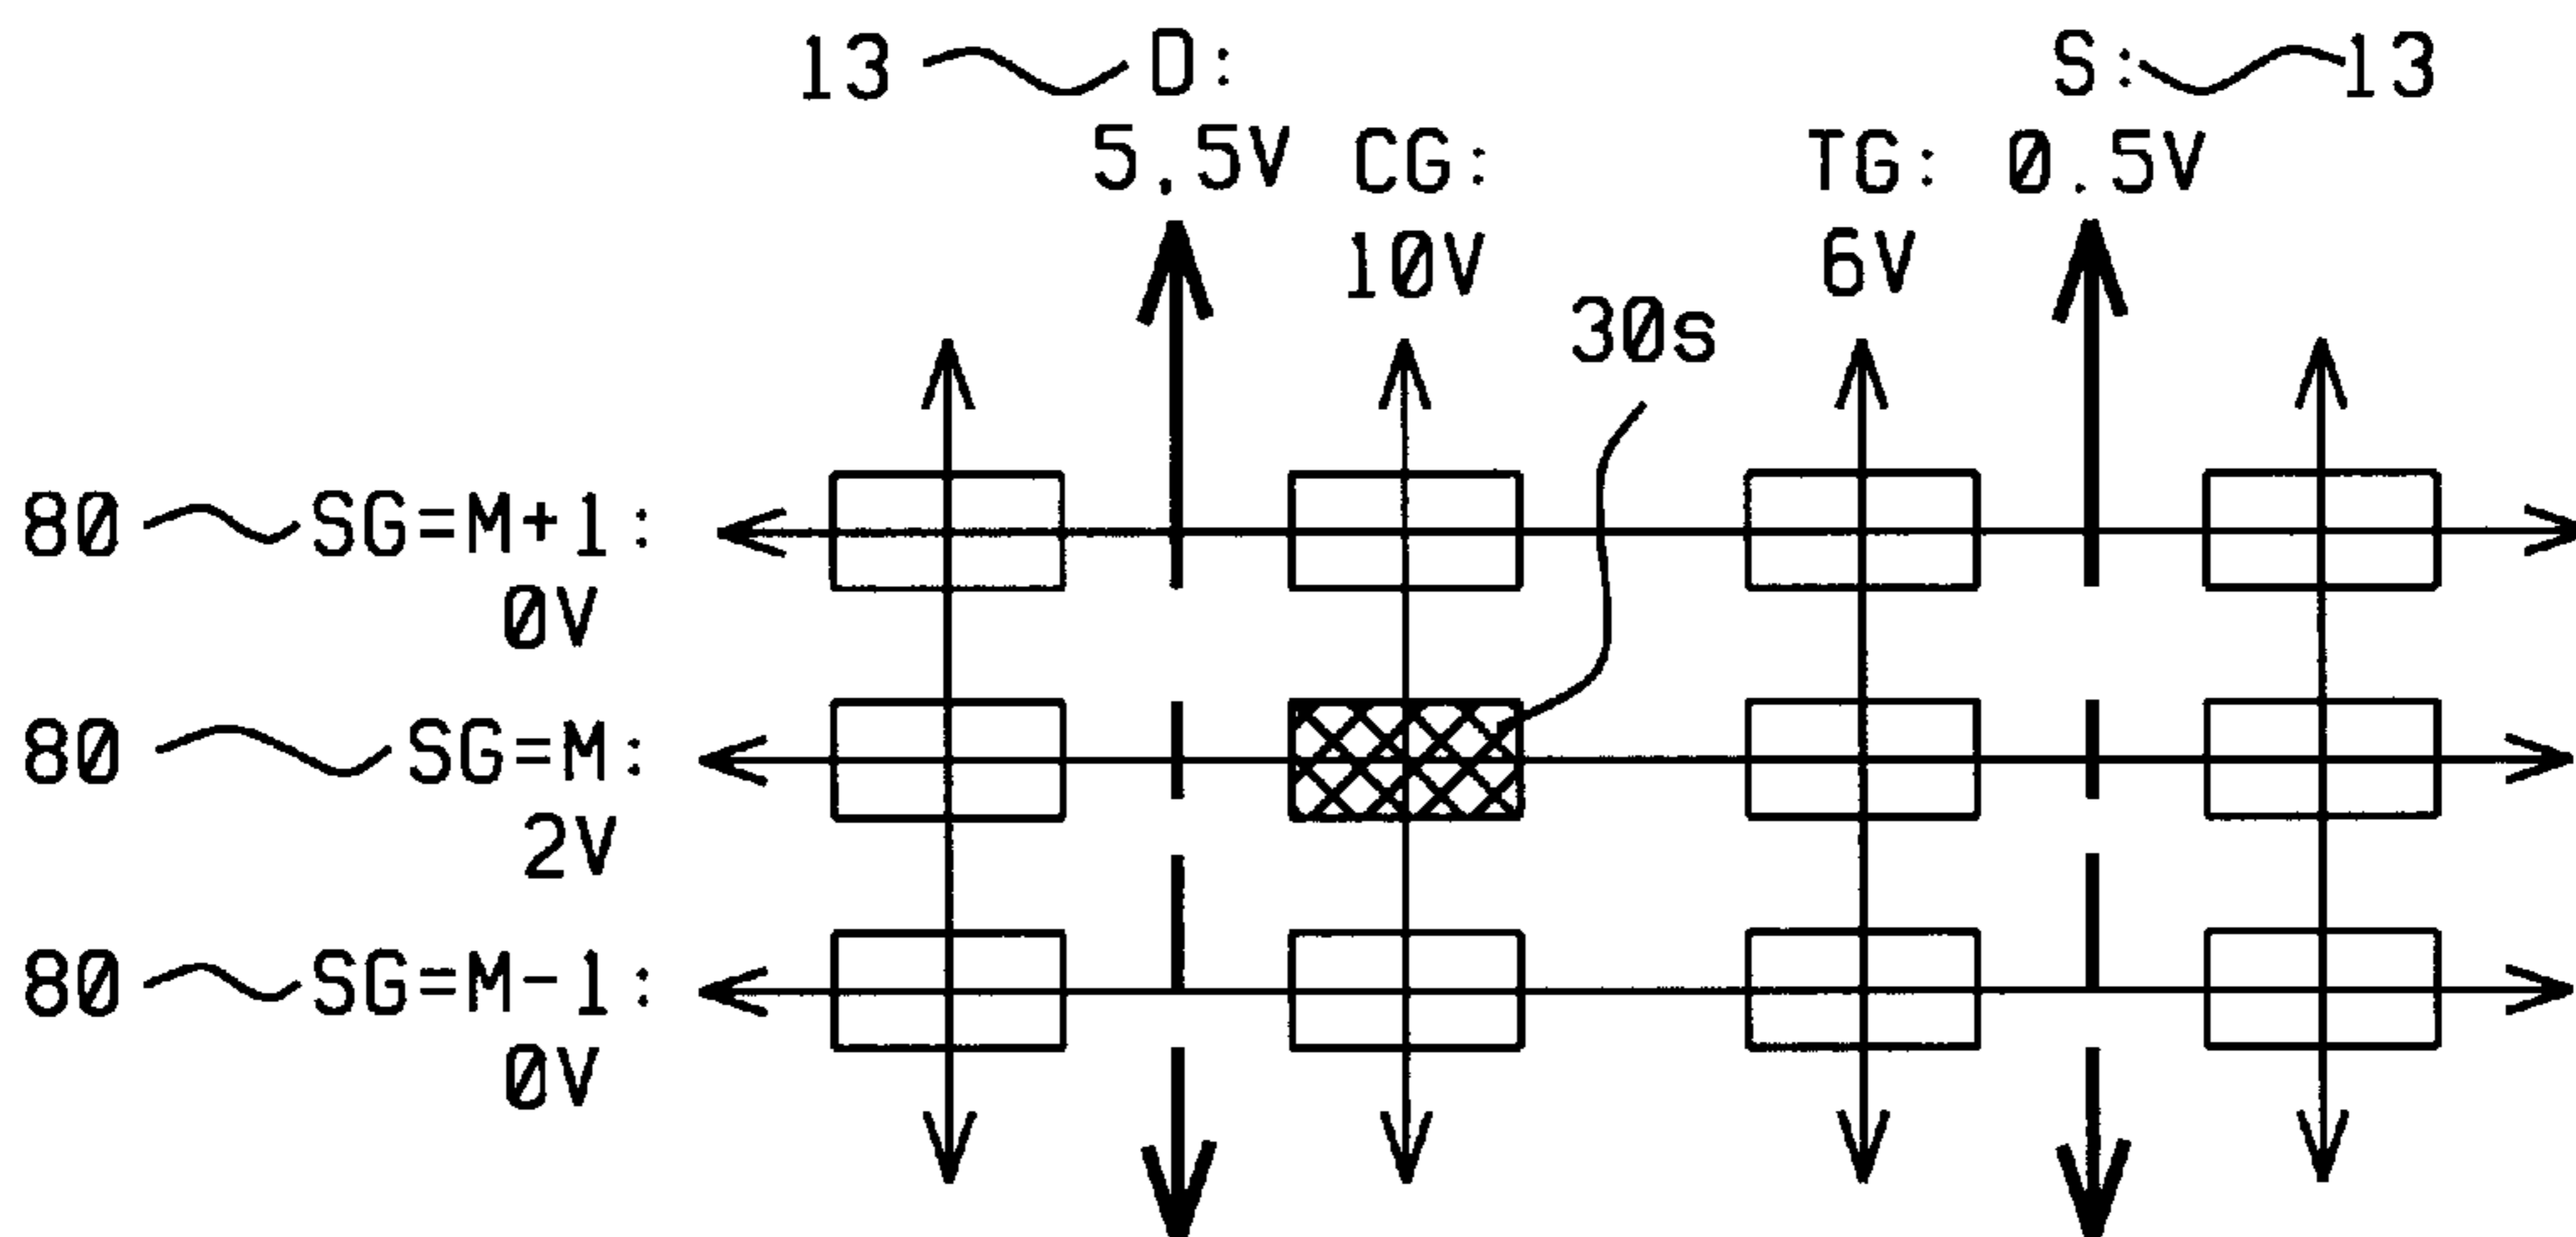 13 D: S: 13
5.5V CG: TG: 0.5V
10V 6V
30s
80 SG=M+1:
0V
80 SG=M:
2V
80 SG=M-1:
0V